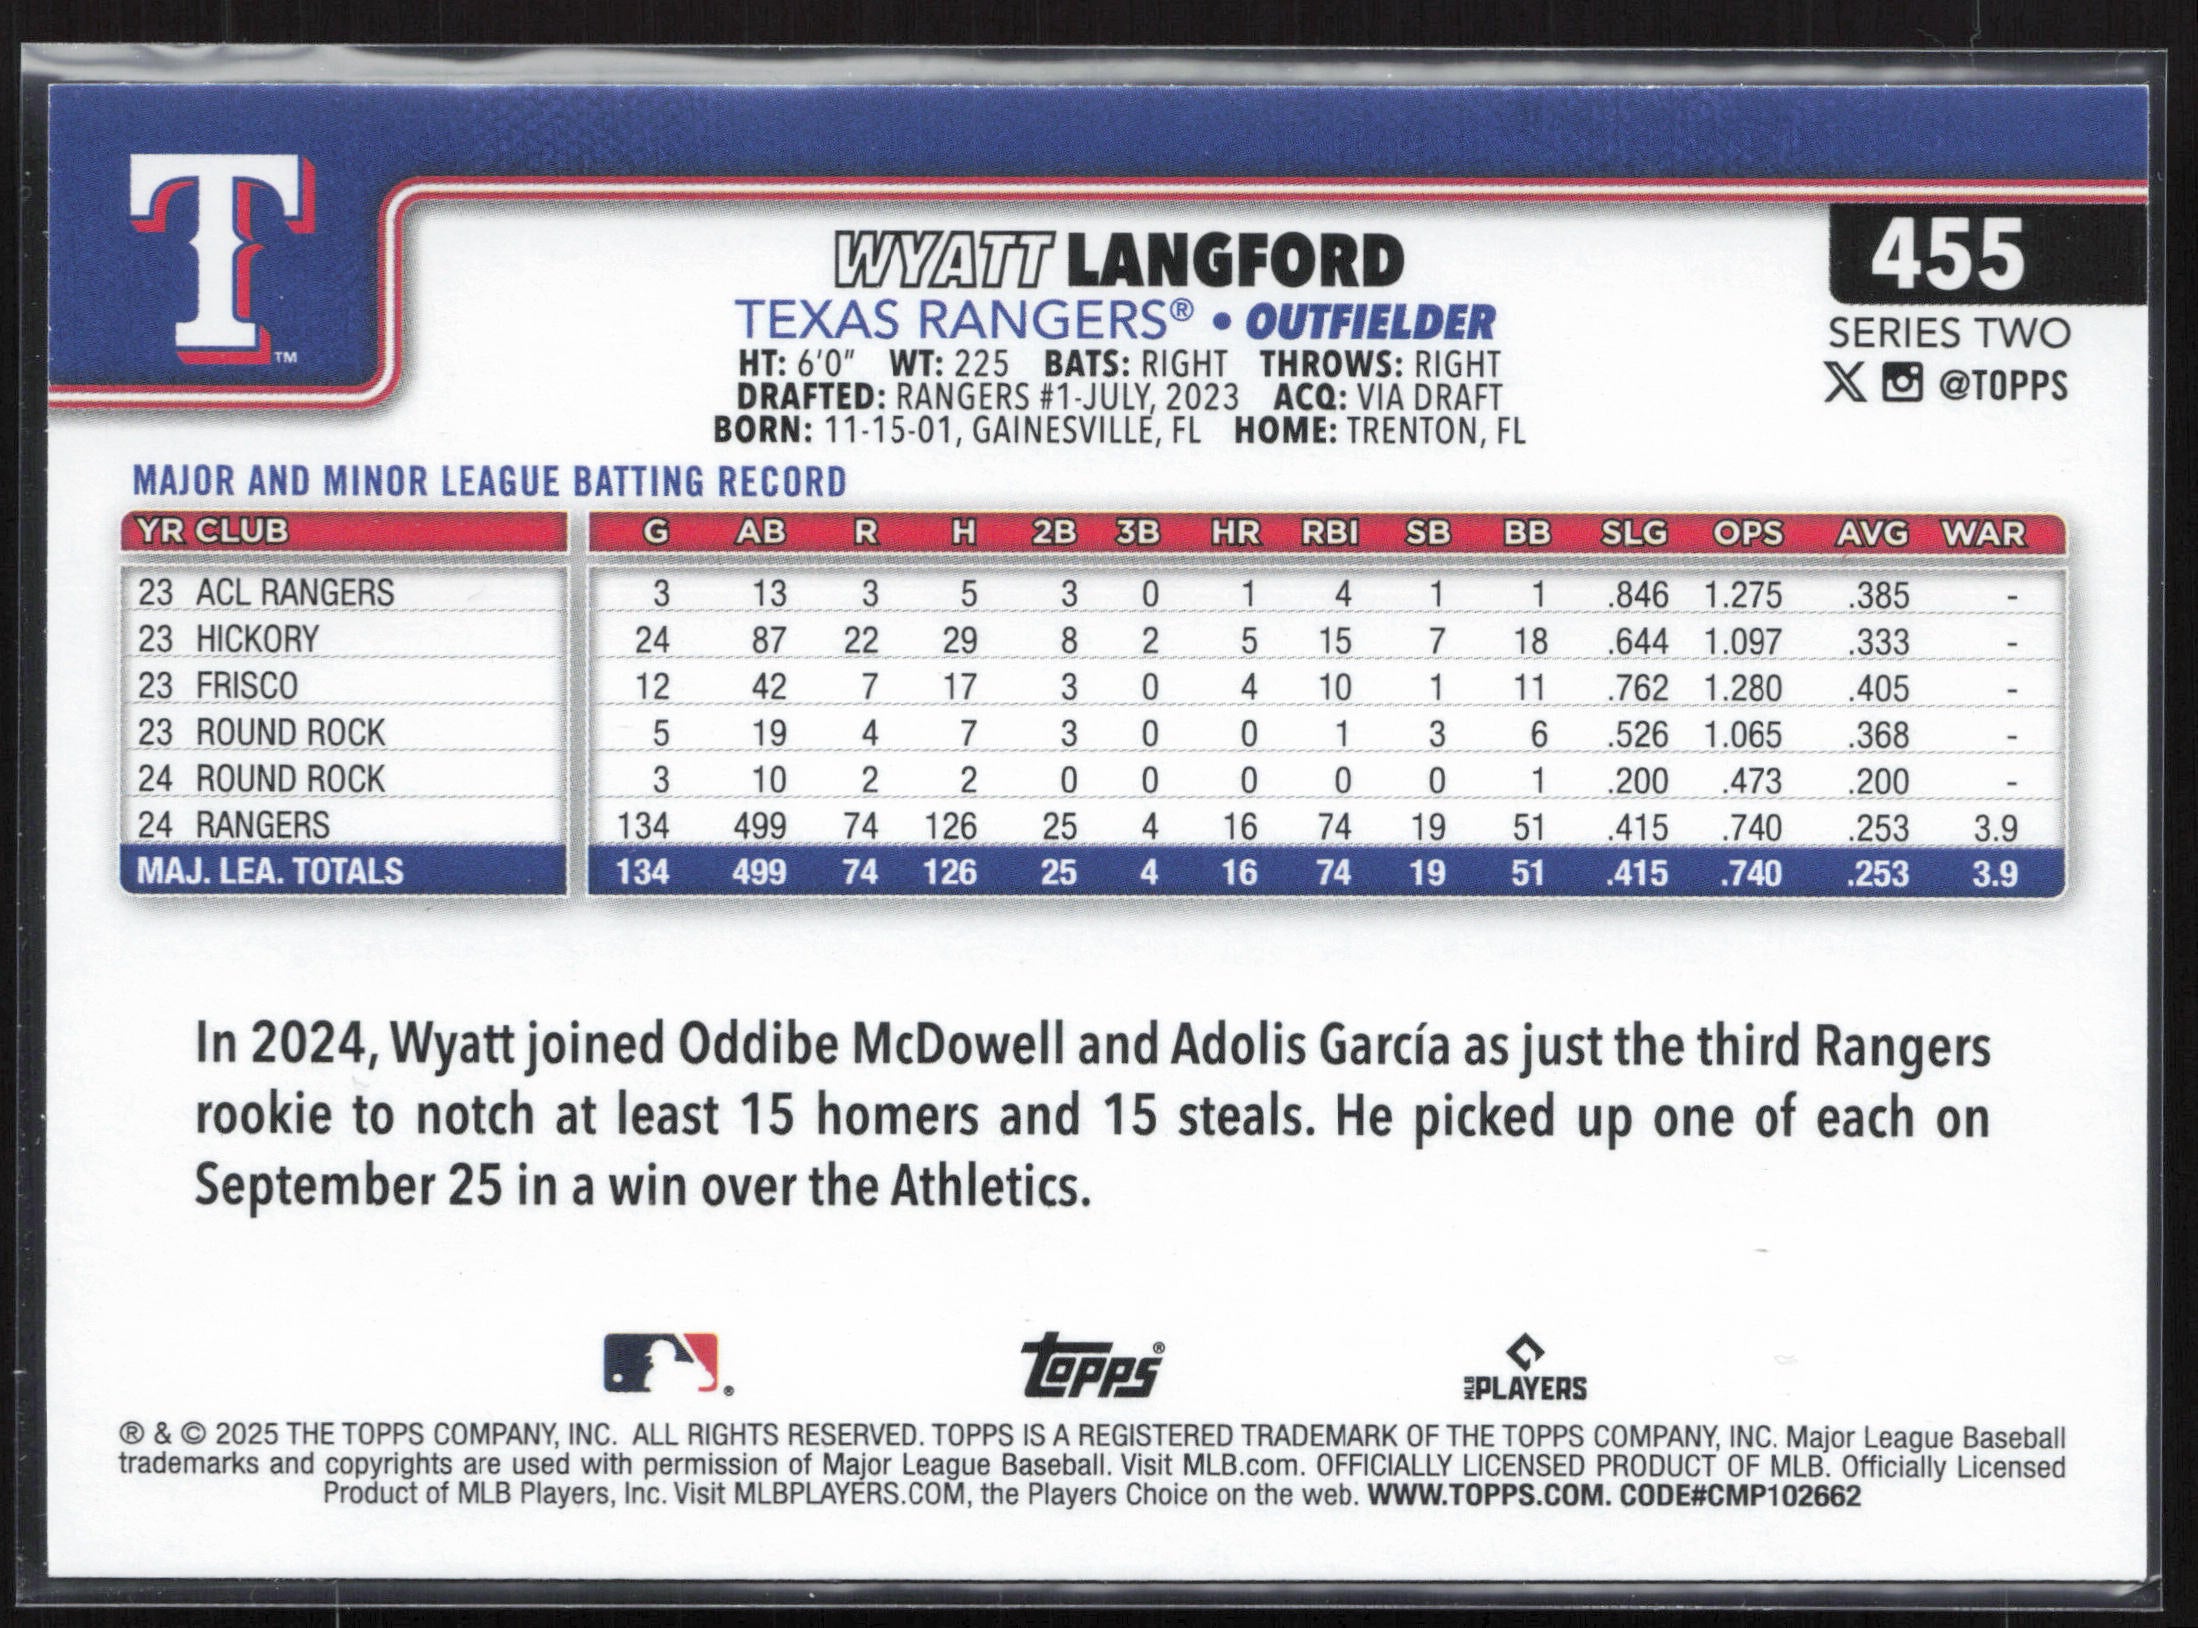 T™
WYATT LANGFORD
455
TEXAS RANGERS® • OUTFIELDER
SERIES TWO
HT: 6'0" WT: 225 BATS: RIGHT THROWS: RIGHT
@TOPPS
DRAFTED: RANGERS #1-JULY, 2023 ACQ: VIA DRAFT
BORN: 11-15-01, GAINESVILLE, FL HOME: TRENTON, FL
MAJOR AND MINOR LEAGUE BATTING RECORD
YR CLUB G AB R H 2B 3B HR RBI SB BB SLG OPS AVG WAR
23 ACL RANGERS 3 13 3 5 3 0 1 4 1 1 .846 1.275 .385 -
23 HICKORY 24 87 22 29 8 2 5 15 7 18 .644 1.097 .333 -
23 FRISCO 12 42 7 17 3 0 4 10 1 11 .762 1.280 .405 -
23 ROUND ROCK 5 19 4 7 3 0 0 1 3 6 .526 1.065 .368 -
24 ROUND ROCK 3 10 2 2 0 0 0 0 0 1 .200 .473 .200 -
24 RANGERS 134 499 74 126 25 4 16 74 19 51 .415 .740 .253 3.9
MAJ. LEA. TOTALS 134 499 74 126 25 4 16 74 19 51 .415 .740 .253 3.9
In 2024, Wyatt joined Oddibe McDowell and Adolis García as just the third Rangers
rookie to notch at least 15 homers and 15 steals. He picked up one of each on
September 25 in a win over the Athletics.
® topps® MLB PLAYERS
® & © 2025 THE TOPPS COMPANY, INC. ALL RIGHTS RESERVED. TOPPS IS A REGISTERED TRADEMARK OF THE TOPPS COMPANY, INC. Major League Baseball
trademarks and copyrights are used with permission of Major League Baseball. Visit MLB.com. OFFICIALLY LICENSED PRODUCT OF MLB. Officially Licensed
Product of MLB Players, Inc. Visit MLBPLAYERS.COM, the Players Choice on the web. WWW.TOPPS.COM. CODE#CMP102662